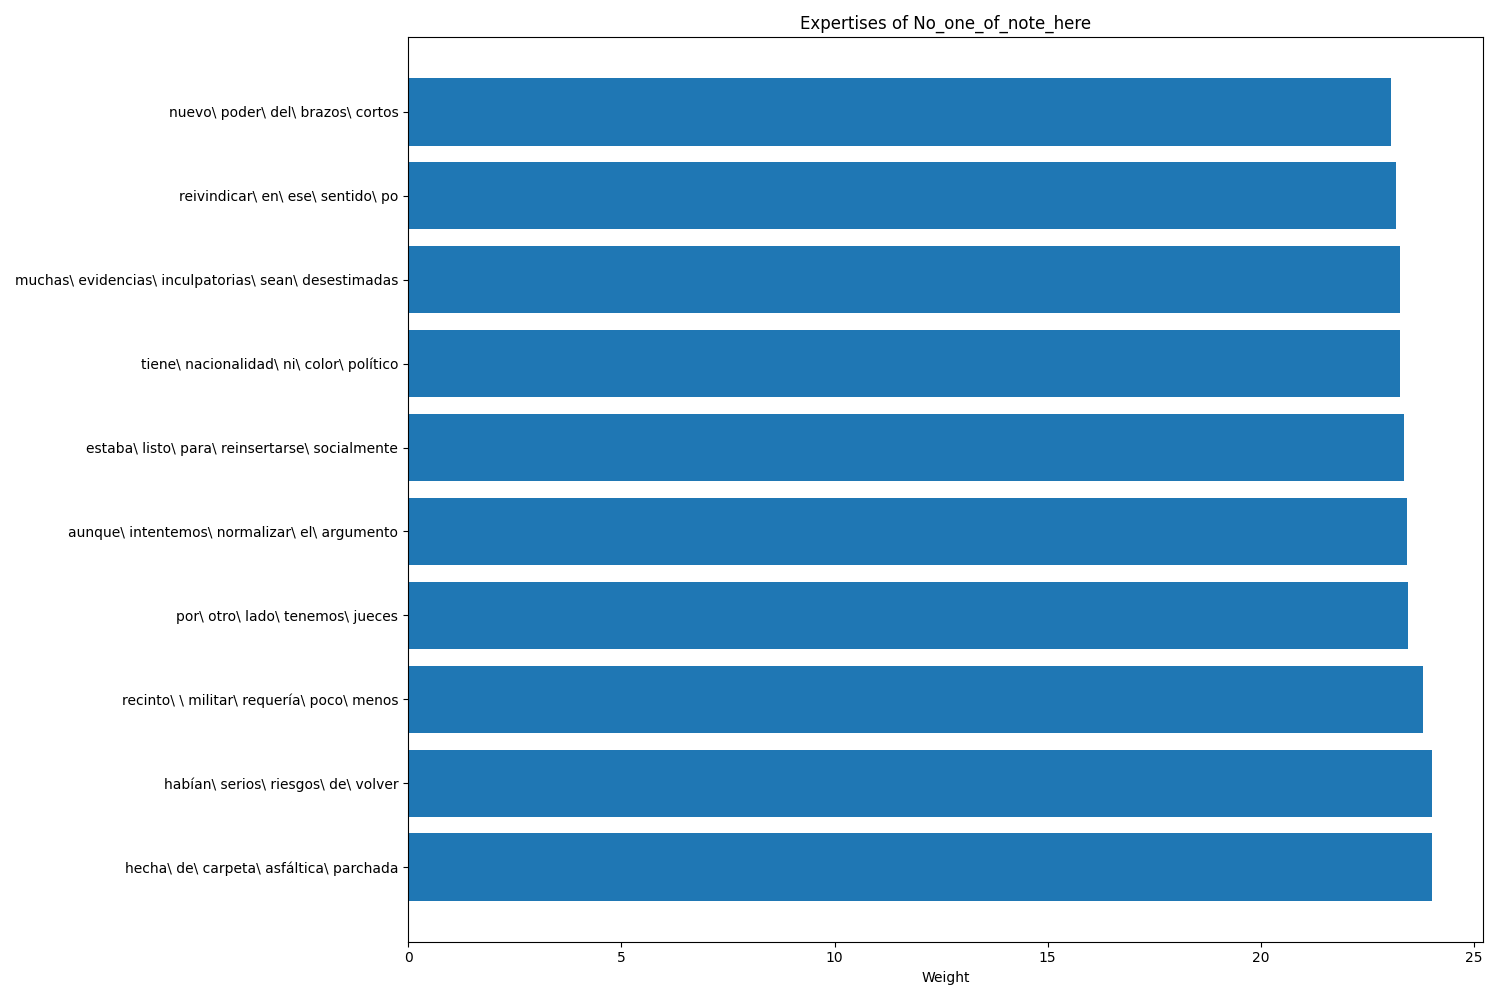 Expertises of No_one_of_note_here
nuevo\ poder\ del\ brazos\ cortos
reivindicar\ en\ ese\ sentido\ po
muchas\ evidencias\ inculpatorias\ sean\ desestimadas
tiene\ nacionalidad\ ni\ color\ político
estaba\ listo\ para\ reinsertarse\ socialmente
aunque\ intentemos\ normalizar\ el\ argumento
por\ otro\ lado\ tenemos\ jueces
recinto\ \ militar\ requería\ poco\ menos
habían\ serios\ riesgos\ de\ volver
hecha\ de\ carpeta\ asfáltica\ parchada
0 5 10 15 20 25
Weight